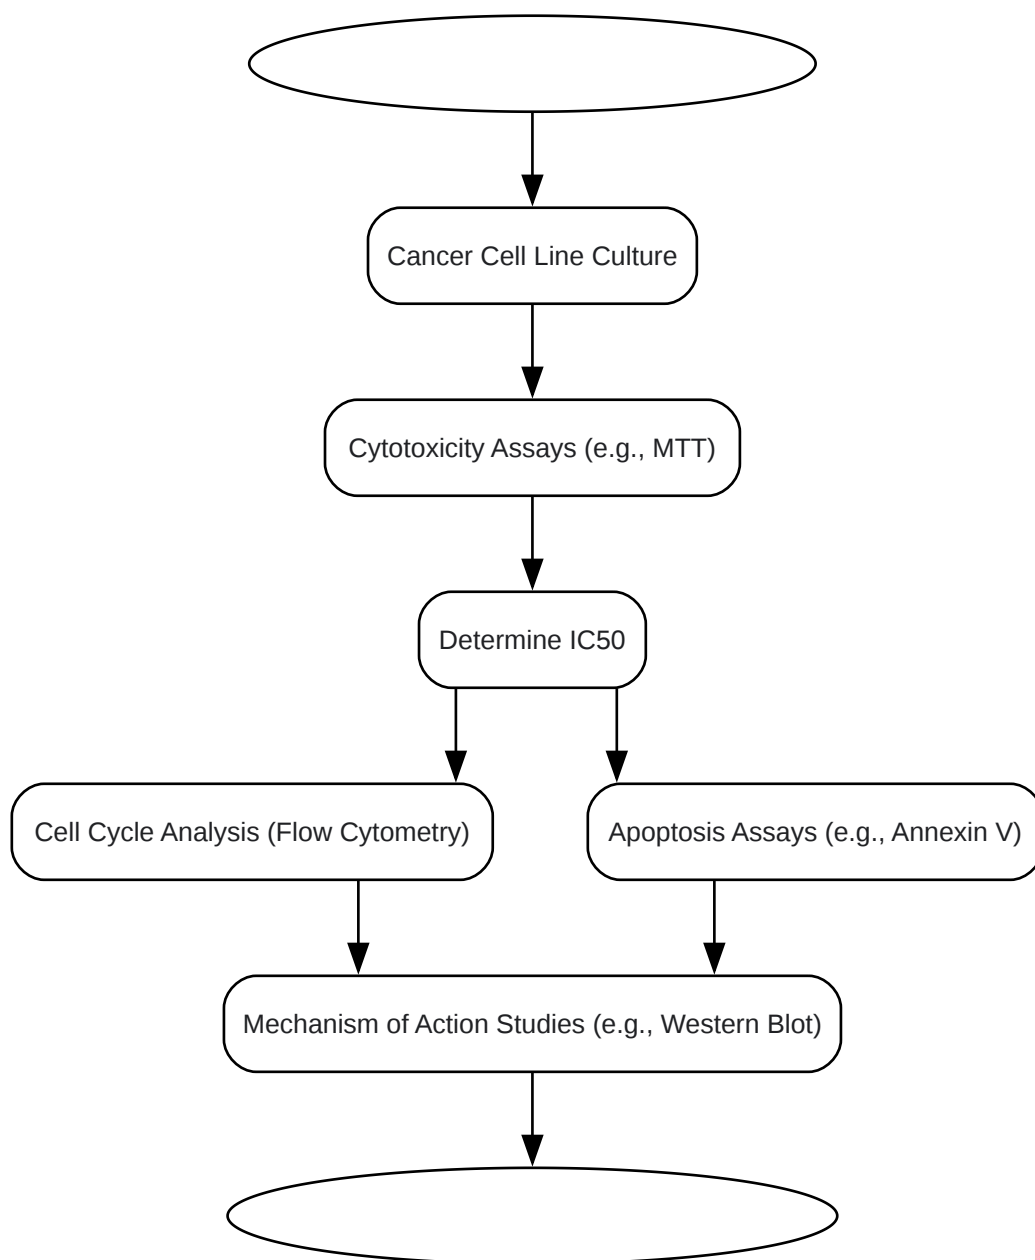 Cancer Cell Line Culture
Cytotoxicity Assays (e.g., MTT)
Determine IC50
Cell Cycle Analysis (Flow Cytometry)
Apoptosis Assays (e.g., Annexin V)
Mechanism of Action Studies (e.g., Western Blot)